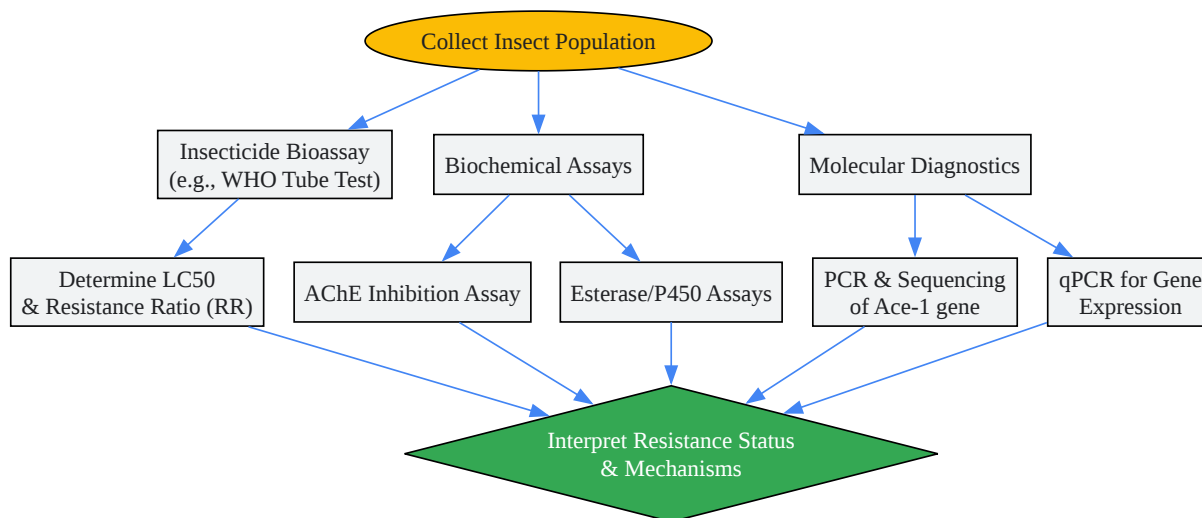 Collect Insect Population
Insecticide Bioassay
(e.g., WHO Tube Test)
Biochemical Assays
Molecular Diagnostics
Determine LC50
& Resistance Ratio (RR)
AChE Inhibition Assay
Esterase/P450 Assays
PCR & Sequencing
of Ace-1 gene
qPCR for Gene
Expression
Interpret Resistance Status
& Mechanisms